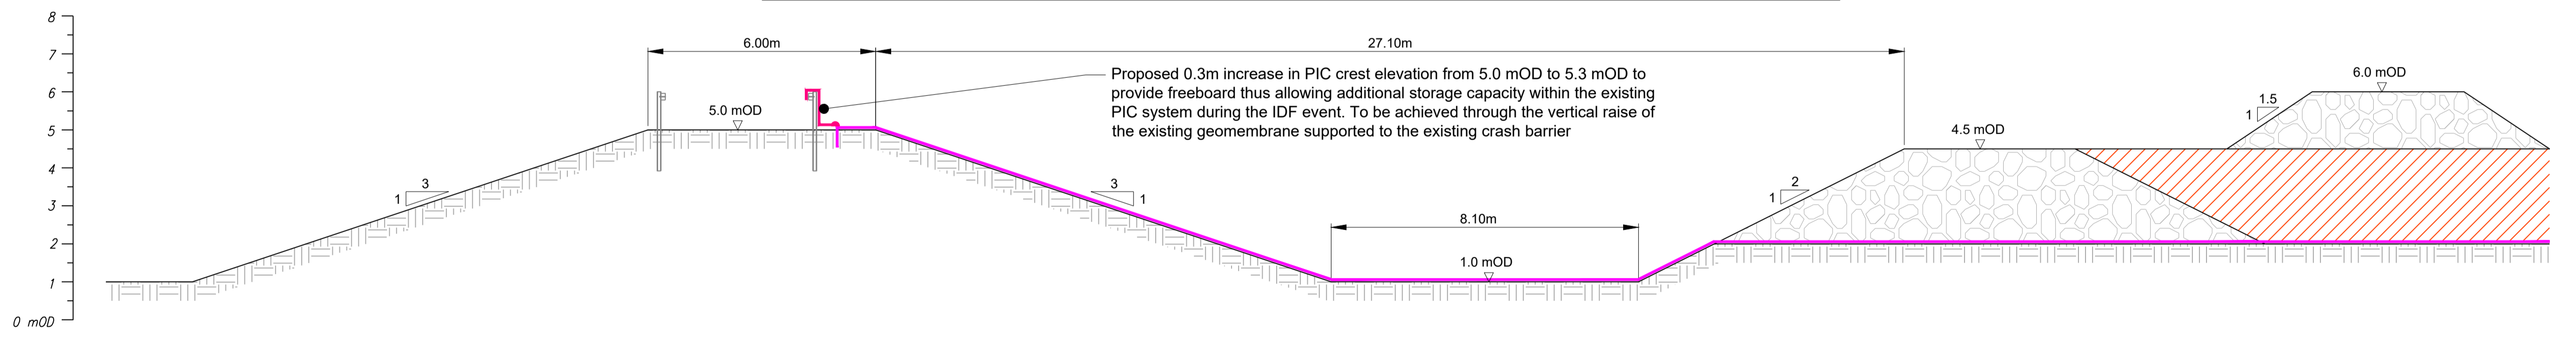 8
7
6
5
4
3
2
1
0 mOD
6.00m
27.10m
Proposed 0.3m increase in PIC crest elevation from 5.0 mOD to 5.3 mOD to
provide freeboard thus allowing additional storage capacity within the existing
PIC system during the IDF event. To be achieved through the vertical raise of
the existing geomembrane supported to the existing crash barrier
5.0 mOD
3
1
3
1
8.10m
1.0 mOD
2
1
4.5 mOD
1.5
1
6.0 mOD